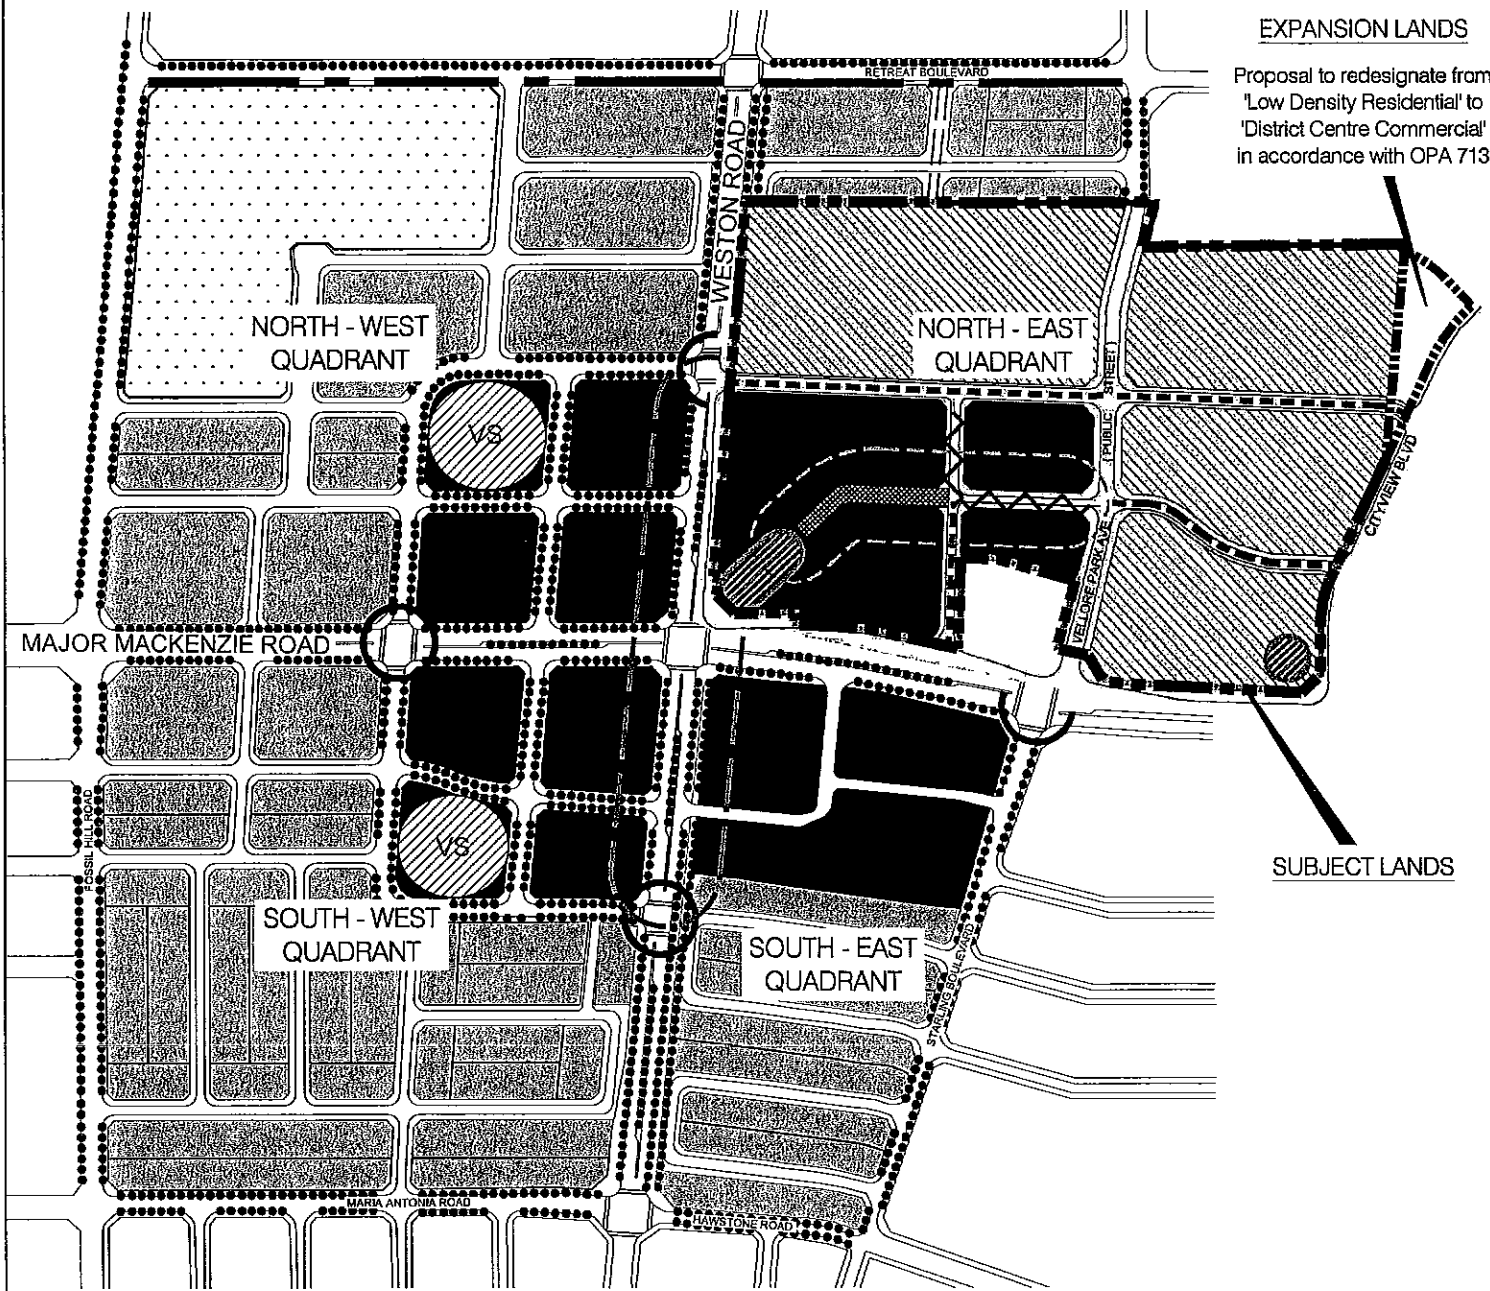 EXPANSION LANDS
Proposal to redesignate from
'Low Density Residential' to
'District Centre Commercial'
in accordance with OPA 713
RETREAT BOULEVARD
WESTON ROAD
NORTH - WEST
QUADRANT
NORTH - EAST
QUADRANT
(PUBLIC STREET)
VS
CITYVIEW BLVD
VELLORE PARK AVE
MAJOR MACKENZIE ROAD
FOSSIL HILL ROAD
VS
SUBJECT LANDS
SOUTH - WEST
QUADRANT
SOUTH - EAST
QUADRANT
STARLING BOULEVARD
MARIA ANTONIA ROAD
HAWSTONE ROAD